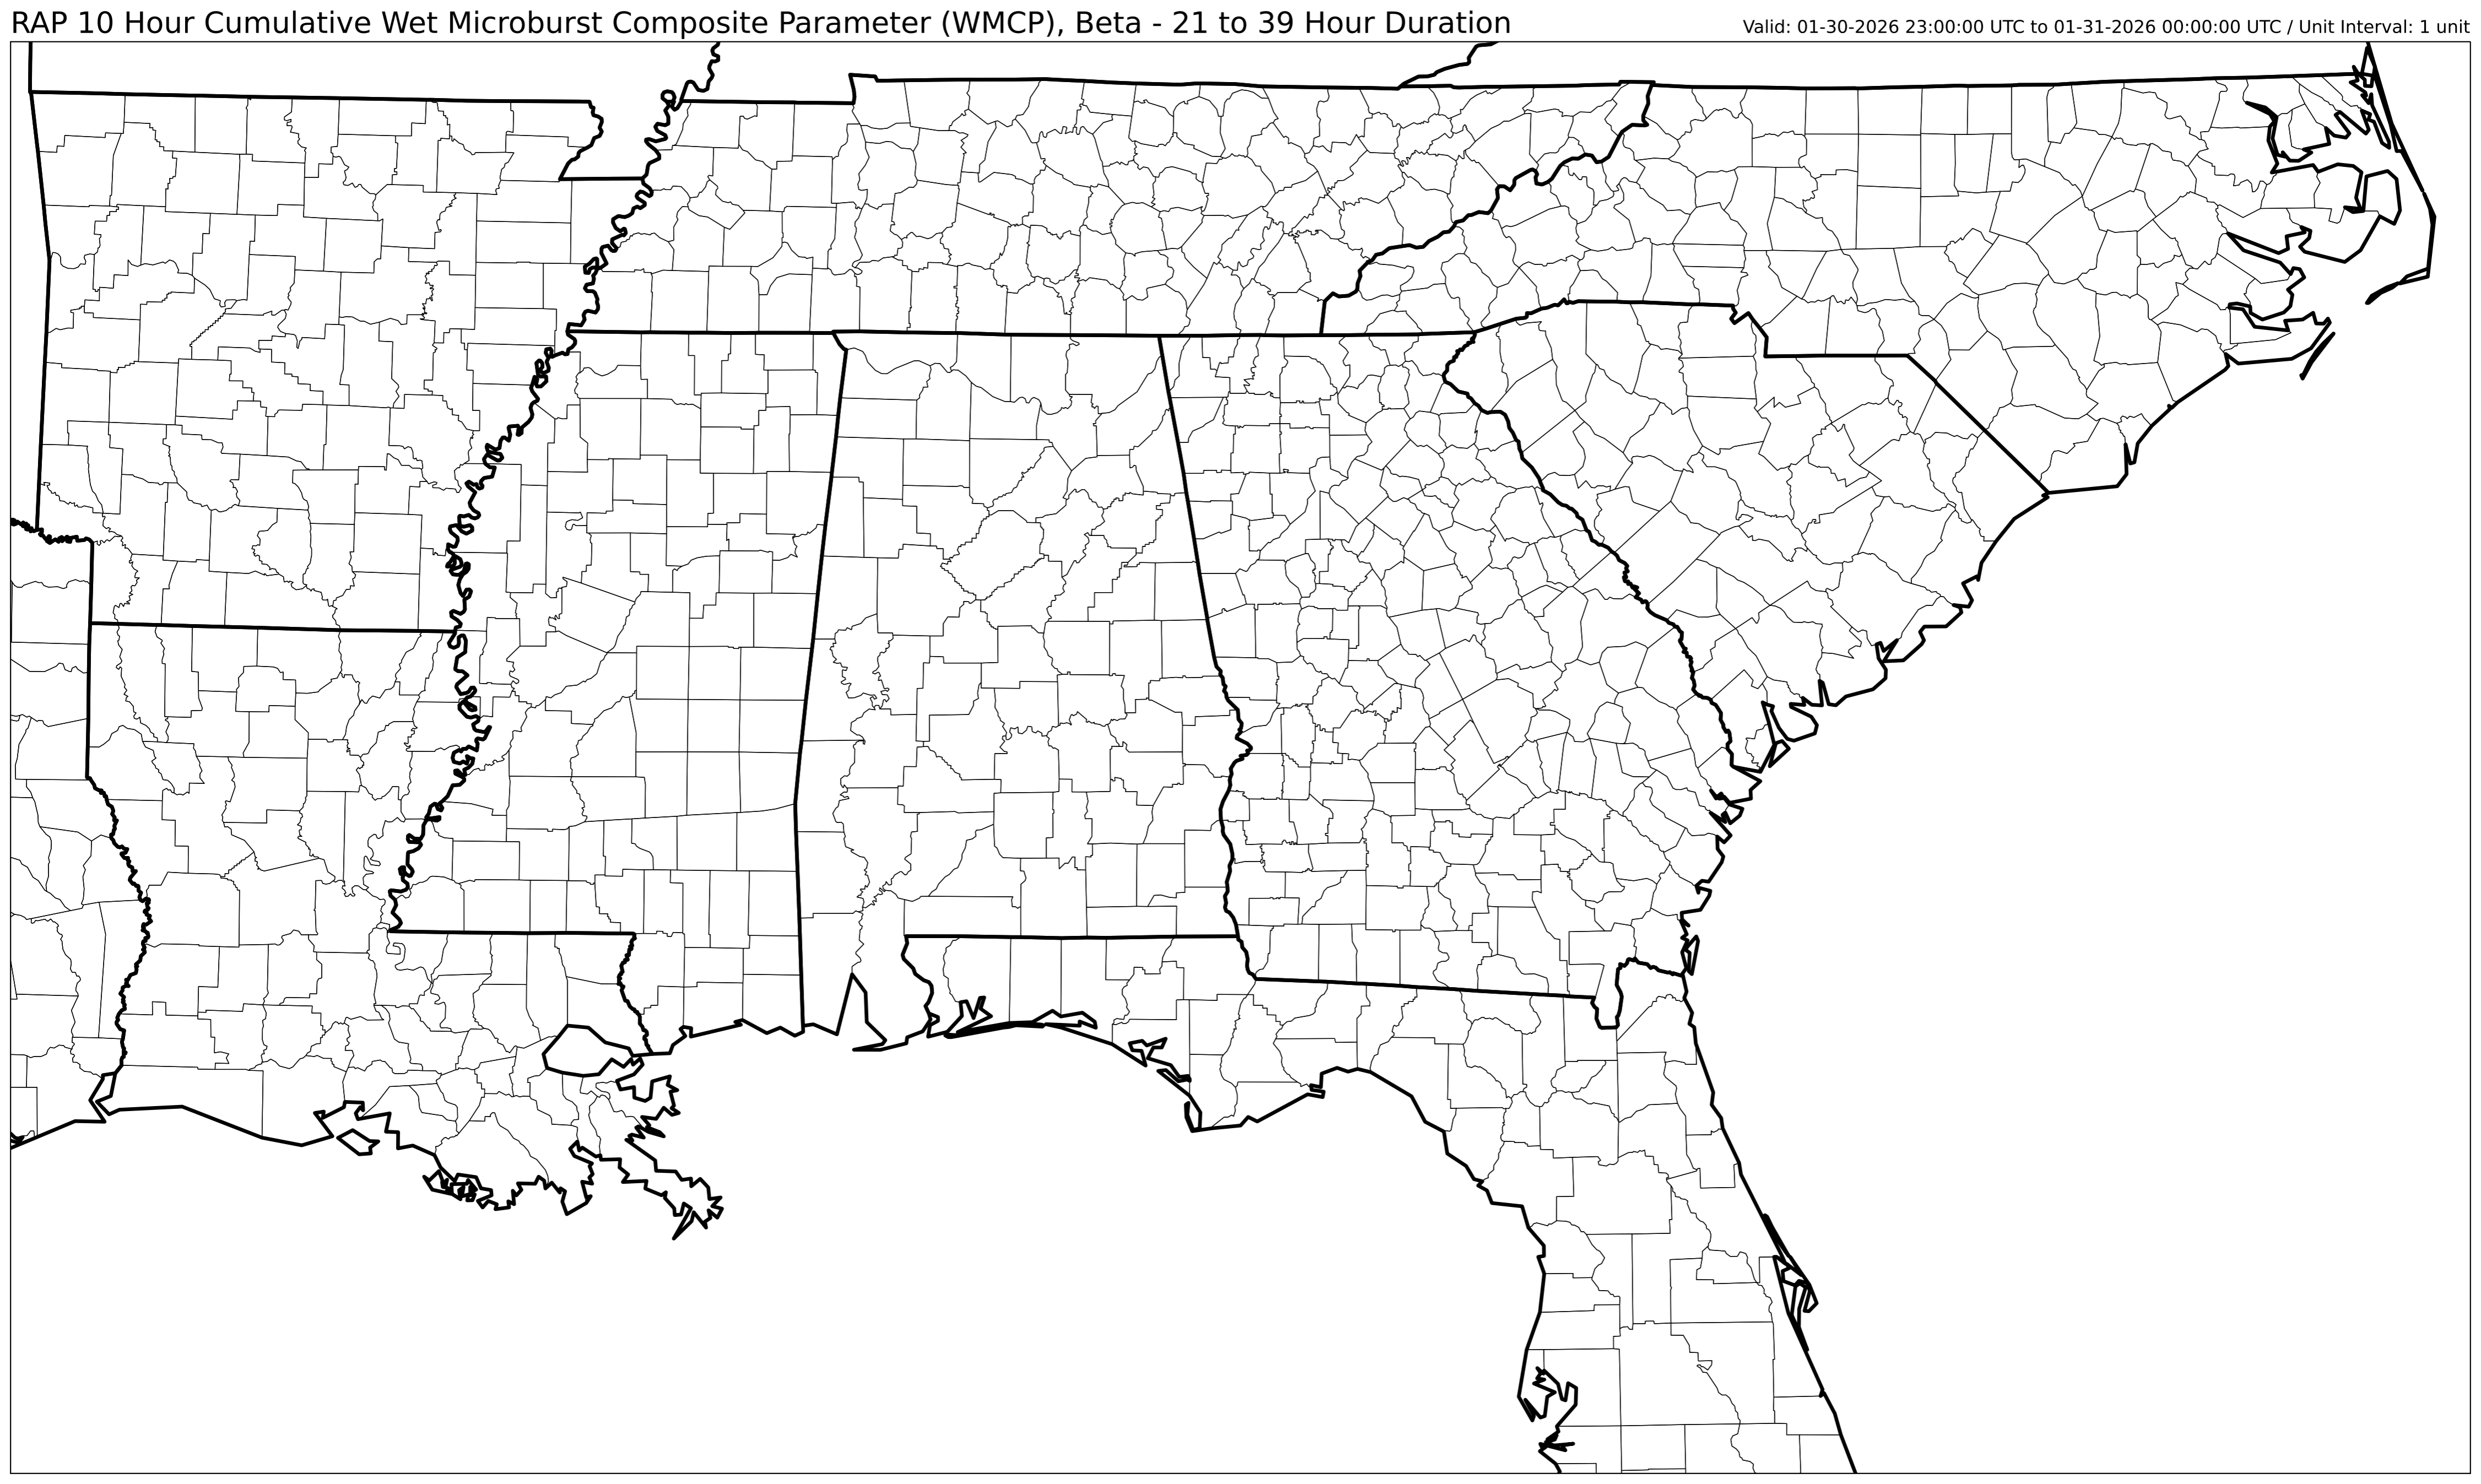 RAP 10 Hour Cumulative Wet Microburst Composite Parameter (WMCP), Beta - 21 to 39 Hour Duration
Valid: 01-30-2026 23:00:00 UTC to 01-31-2026 00:00:00 UTC / Unit Interval: 1 unit